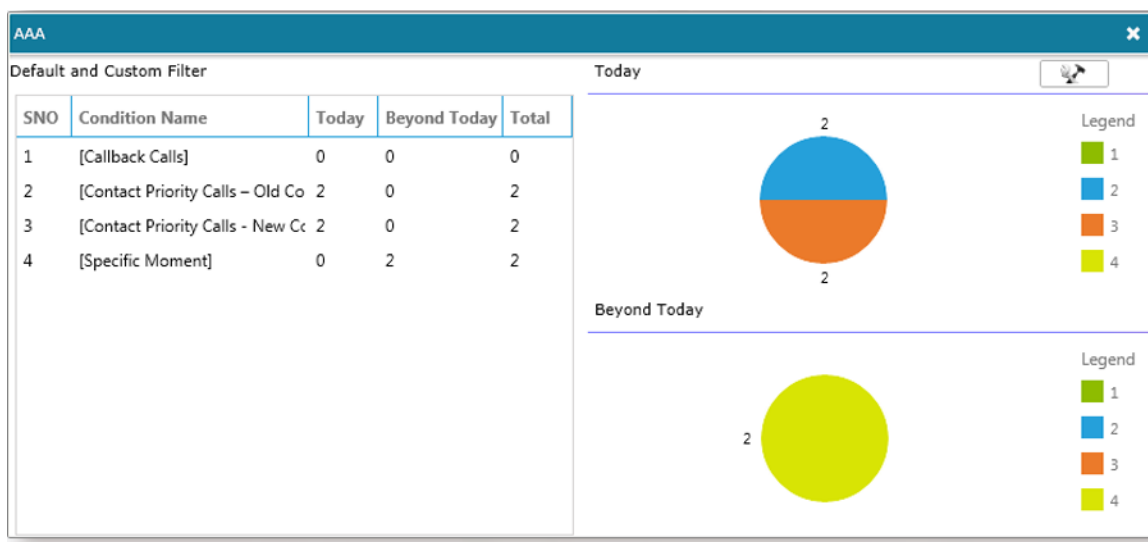 AAA
Default and Custom Filter
SNO Condition Name Today Beyond Today Total
1 [Callback Calls] 0 0 0
2 [Contact Priority Calls – Old Co 2 0 2
3 [Contact Priority Calls - New Cc 2 0 2
4 [Specific Moment] 0 2 2
Today
2
2
Legend
1
2
3
4
Beyond Today
2
Legend
1
2
3
4